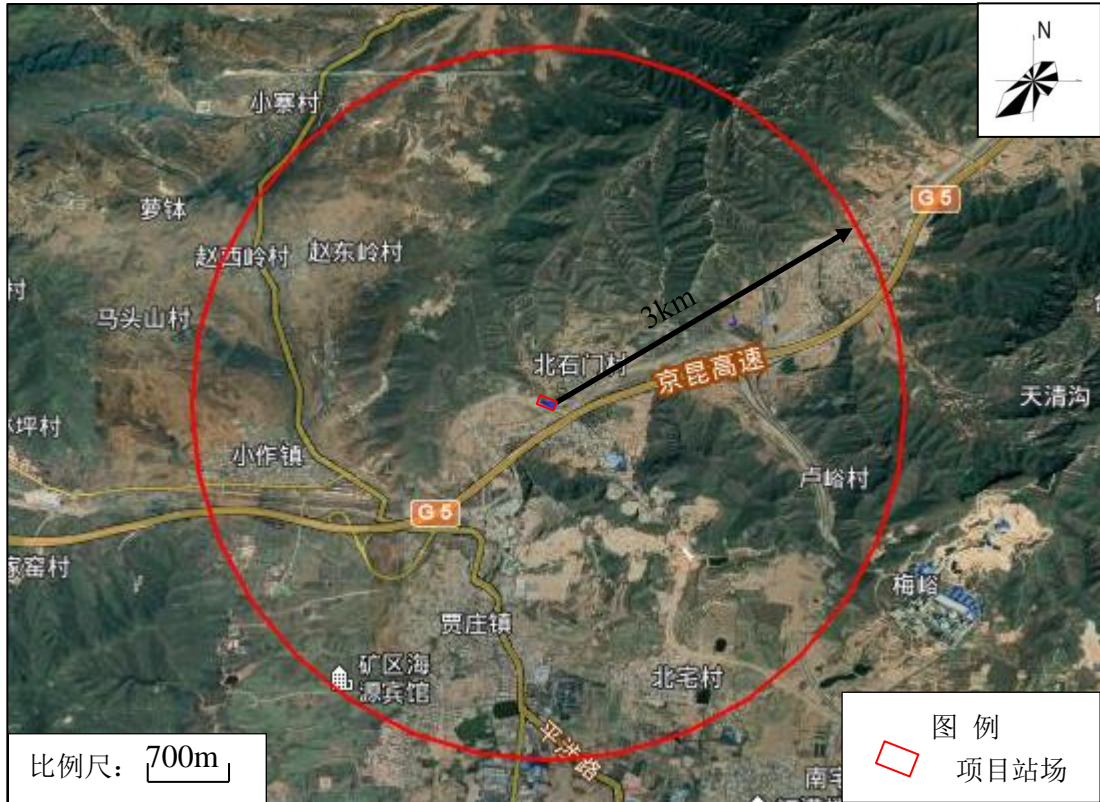 N
小寨村
G5
萝钵
赵西岭村
赵东岭村
村
马头山村
3km
北石门村
京昆高速
天清沟
坪村
小作镇
卢峪村
G5
家窑村
梅峪
贾庄镇
矿区海
源宾馆
北宅村
平涉路
南宅
图 例
项目站场
比例尺:
700m